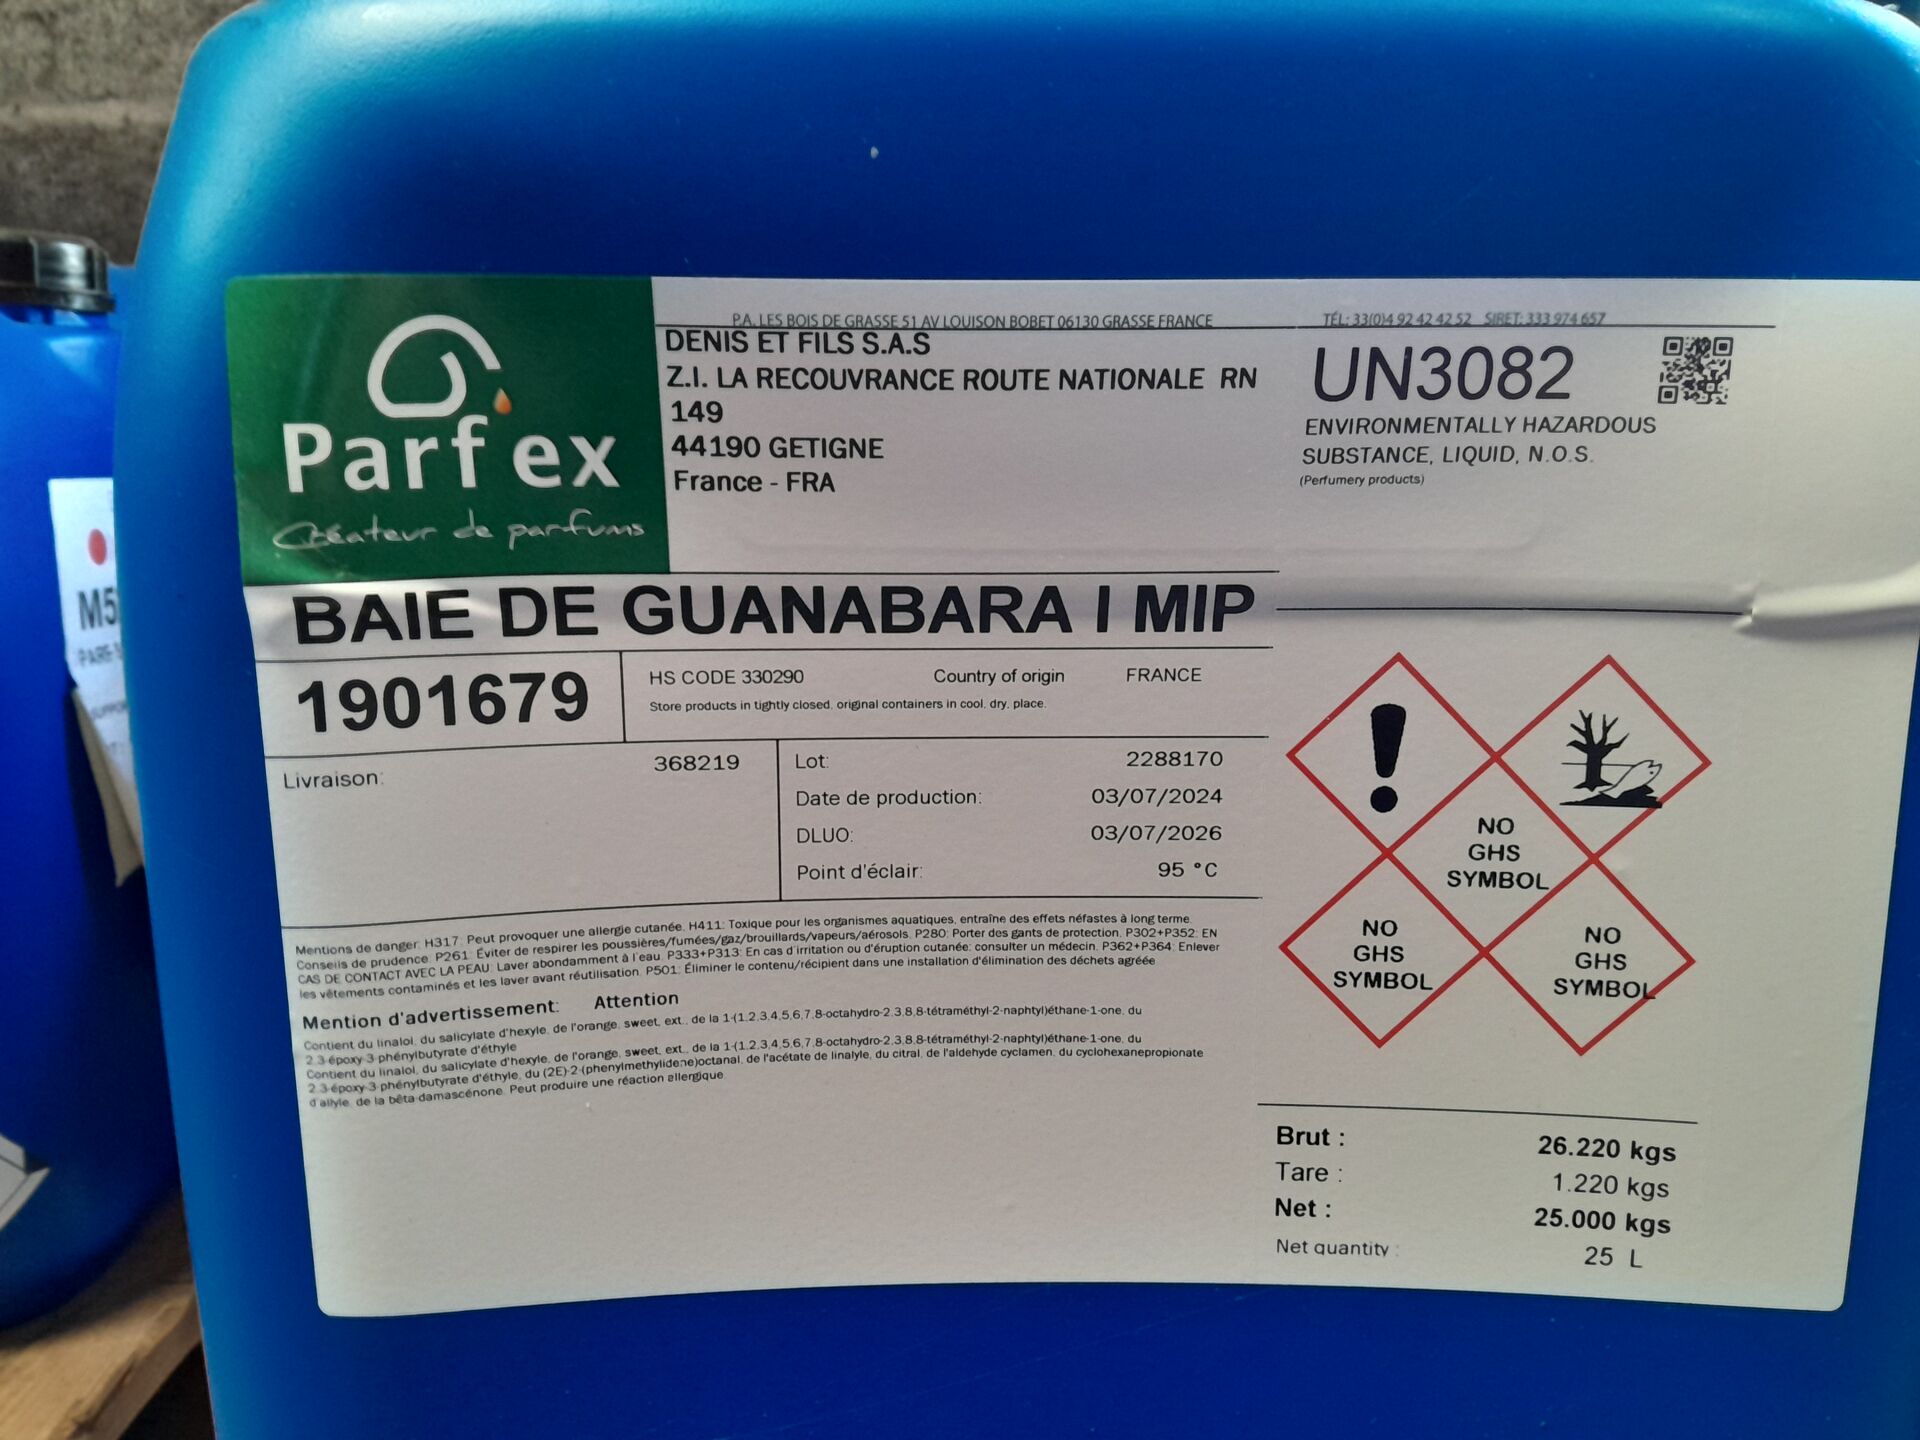 Parfex
Créateur de parfums
P.A. LES BOIS DE GRASSE 51 AV LOUISON BOBET 06130 GRASSE FRANCE
TÉL: 33(0)4 92 42 42 52 SIRET: 333 974 657
DENIS ET FILS S.A.S
Z.I. LA RECOUVRANCE ROUTE NATIONALE RN
149
44190 GETIGNE
France - FRA
UN3082
ENVIRONMENTALLY HAZARDOUS
SUBSTANCE, LIQUID, N.O.S.
(Perfumery products)
BAIE DE GUANABARA I MIP
1901679
HS CODE 330290 Country of origin FRANCE
Store products in tightly closed, original containers in cool, dry, place.
Livraison: 368219
Lot: 2288170
Date de production: 03/07/2024
DLUO: 03/07/2026
Point d'éclair: 95 °C
NO
GHS
SYMBOL
NO
GHS
SYMBOL
NO
GHS
SYMBOL
Mentions de danger: H317: Peut provoquer une allergie cutanée. H411: Toxique pour les organismes aquatiques, entraîne des effets néfastes à long terme.
Conseils de prudence: P261: Éviter de respirer les poussières/fumées/gaz/brouillards/vapeurs/aérosols. P280: Porter des gants de protection. P302+P352: EN
CAS DE CONTACT AVEC LA PEAU: Laver abondamment à l'eau. P333+P313: En cas d'irritation ou d'éruption cutanée: consulter un médecin. P362+P364: Enlever
les vêtements contaminés et les laver avant réutilisation. P501: Éliminer le contenu/récipient dans une installation d'élimination des déchets agréée
Mention d'advertissement: Attention
Contient du linalol, du salicylate d'hexyle, de l'orange, sweet, ext., de la 1-(1,2,3,4,5,6,7,8-octahydro-2,3,8,8-tétraméthyl-2-naphtyl)éthane-1-one, du
2,3-époxy-3-phénylbutyrate d'éthyle
Contient du linalol, du salicylate d'hexyle, de l'orange, sweet, ext., de la 1-(1,2,3,4,5,6,7,8-octahydro-2,3,8,8-tétraméthyl-2-naphtyl)éthane-1-one, du
2,3-époxy-3-phénylbutyrate d'éthyle, du (2E)-2-(phenylmethylidene)octanal, de l'acétate de linalyle, du citral, de l'aldehyde cyclamen, du cyclohexanepropionate
d'allyle, de la bêta-damascénone. Peut produire une réaction allergique.
Brut : 26.220 kgs
Tare : 1.220 kgs
Net : 25.000 kgs
Net quantity : 25 L
M5